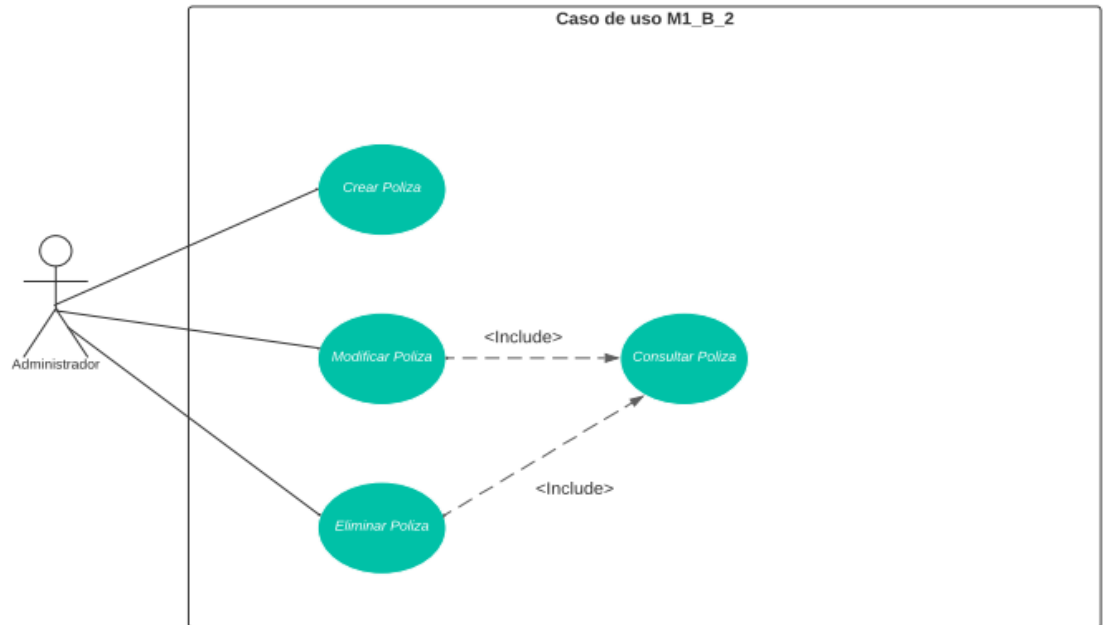 Caso de uso M1_B_2
Crear Poliza
Administrador
Modificar Poliza
<Include>
Consultar Poliza
<Include>
Eliminar Poliza